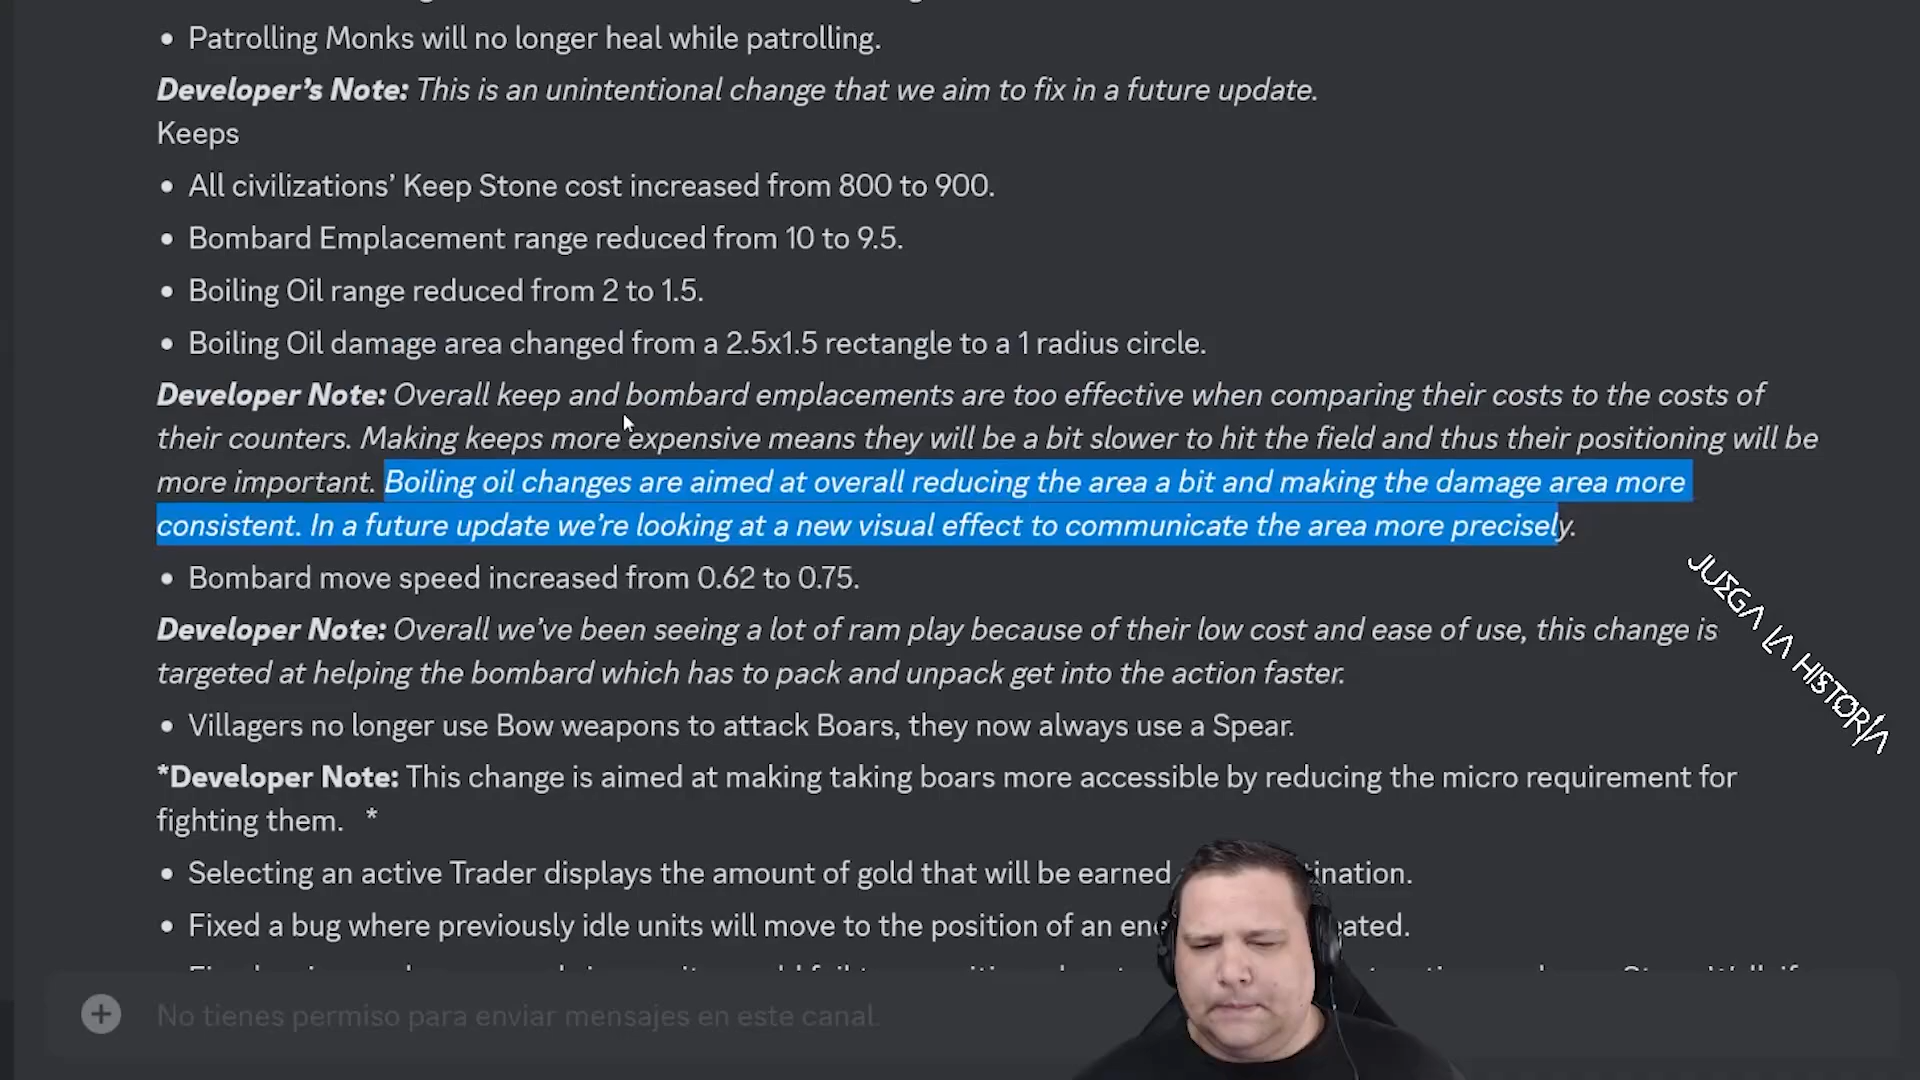 • Patrolling Monks will no longer heal while patrolling.
Developer’s Note: This is an unintentional change that we aim to fix in a future update.
Keeps
• All civilizations’ Keep Stone cost increased from 800 to 900.
• Bombard Emplacement range reduced from 10 to 9.5.
• Boiling Oil range reduced from 2 to 1.5.
• Boiling Oil damage area changed from a 2.5x1.5 rectangle to a 1 radius circle.
Developer Note: Overall keep and bombard emplacements are too effective when comparing their costs to the costs of
their counters. Making keeps more expensive means they will be a bit slower to hit the field and thus their positioning will be
more important. Boiling oil changes are aimed at overall reducing the area a bit and making the damage area more
consistent. In a future update we’re looking at a new visual effect to communicate the area more precisely.
• Bombard move speed increased from 0.62 to 0.75.
JUEGA LA HISTORIA
Developer Note: Overall we’ve been seeing a lot of ram play because of their low cost and ease of use, this change is
targeted at helping the bombard which has to pack and unpack get into the action faster.
• Villagers no longer use Bow weapons to attack Boars, they now always use a Spear.
*Developer Note: This change is aimed at making taking boars more accessible by reducing the micro requirement for
fighting them. *
• Selecting an active Trader displays the amount of gold that will be earned
• Fixed a bug where previously idle units will move to the position of an
No tienes permiso para enviar mensajes en este canal.